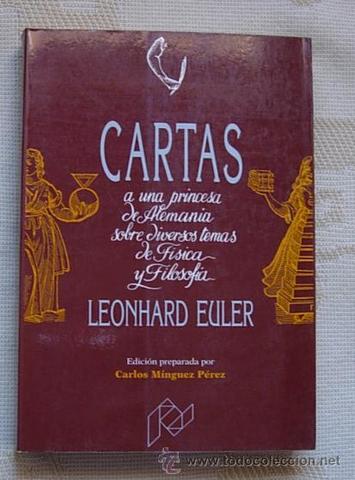 CARTAS
a una princesa
de Alemania
sobre diversos temas
de Física
y Filosofía
LEONHARD EULER
Edición preparada por
Carlos Mínguez Pérez
www.todocoleccion.net